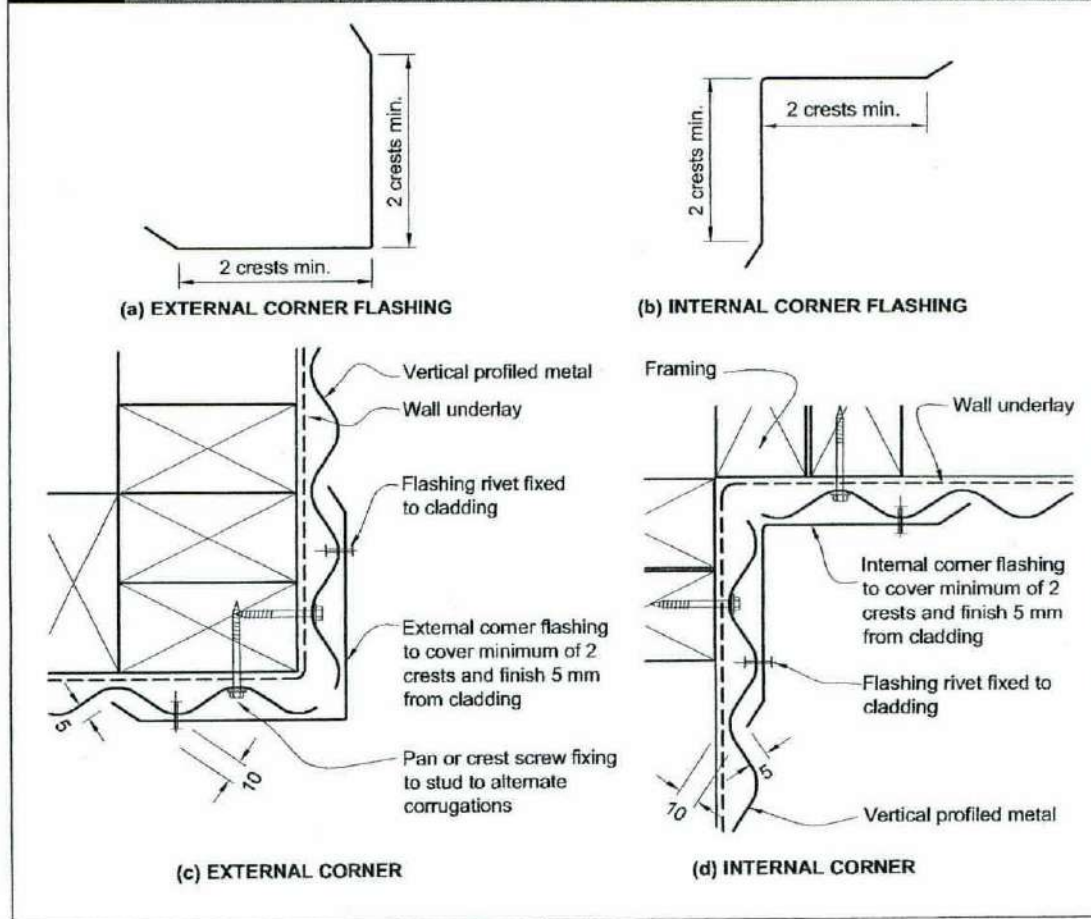 2 crests min.
2 crests min.
(a) EXTERNAL CORNER FLASHING
2 crests min.
2 crests min.
(b) INTERNAL CORNER FLASHING
Vertical profiled metal
Wall underlay
Flashing rivet fixed
to cladding
External corner flashing
to cover minimum of 2
crests and finish 5 mm
from cladding
Pan or crest screw fixing
to stud to alternate
corrugations
5
10
(c) EXTERNAL CORNER
Framing
Wall underlay
Internal corner flashing
to cover minimum of 2
crests and finish 5 mm
from cladding
Flashing rivet fixed to
cladding
5
10
Vertical profiled metal
(d) INTERNAL CORNER